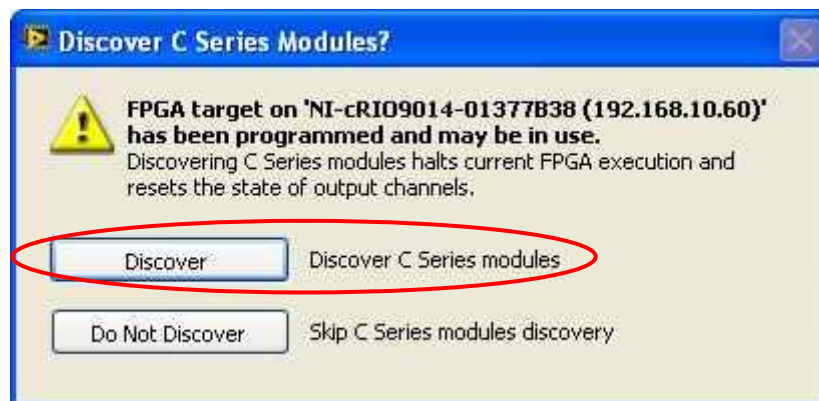 Discover C Series Modules?
FPGA target on 'NI-cRIO9014-01377B38 (192.168.10.60)'
has been programmed and may be in use.
Discovering C Series modules halts current FPGA execution and
resets the state of output channels.
Discover Discover C Series modules
Do Not Discover Skip C Series modules discovery